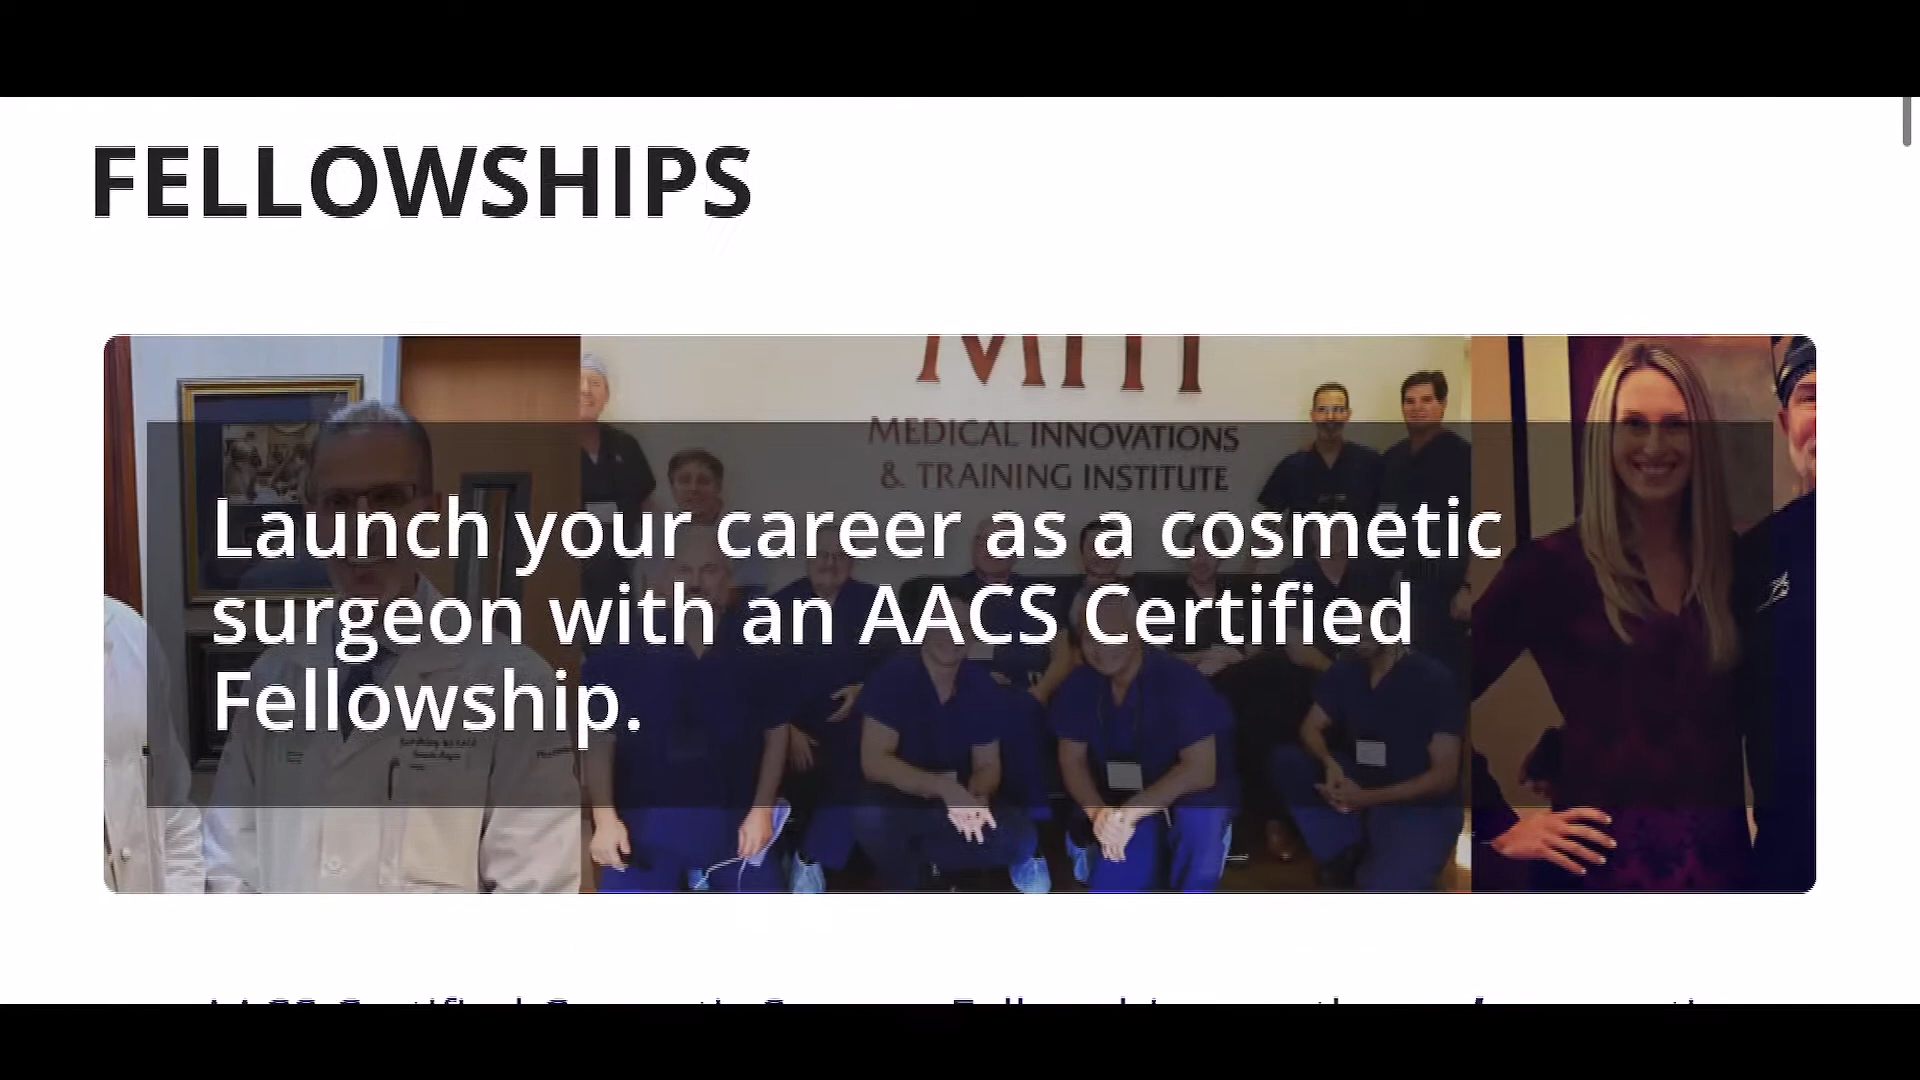 FELLOWSHIPS
MEDICAL INNOVATIONS
& TRAINING INSTITUTE
Launch your career as a cosmetic
surgeon with an AACS Certified
Fellowship.